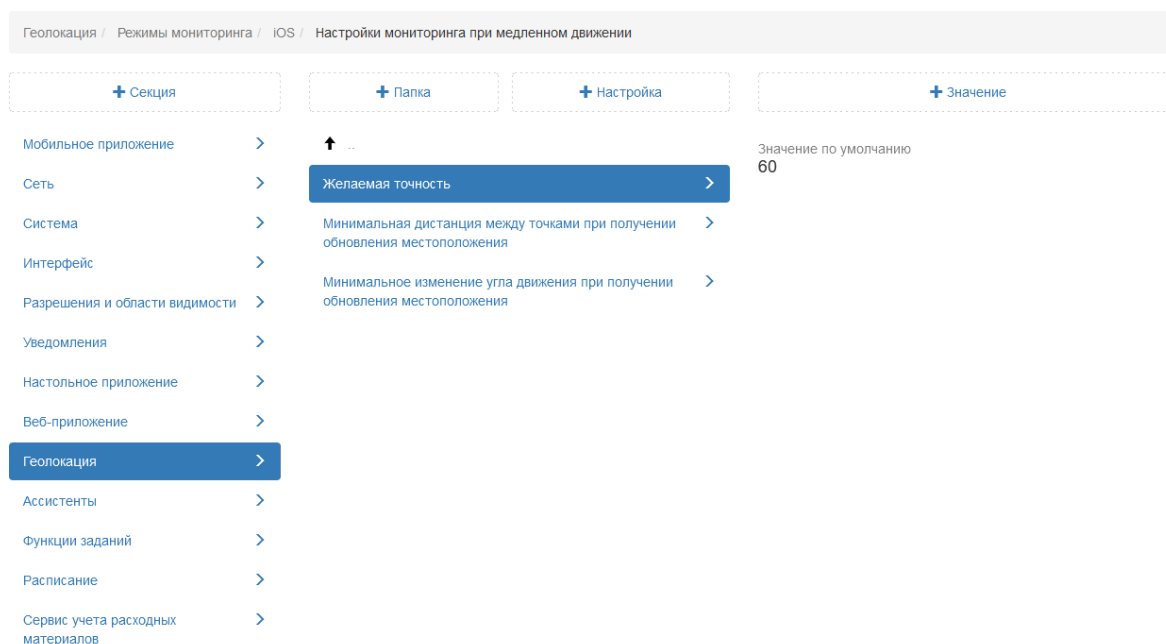 Геолокация / Режимы мониторинга / iOS / Настройки мониторинга при медленном движении
+ Секция
+ Папка
+ Настройка
+ Значение
Мобильное приложение
Сеть
Система
Интерфейс
Разрешения и области видимости
Уведомления
Настольное приложение
Веб-приложение
Геолокация
Ассистенты
Функции заданий
Расписание
Сервис учета расходных
материалов
..
Желаемая точность
Минимальная дистанция между точками при получении
обновления местоположения
Минимальное изменение угла движения при получении
обновления местоположения
Значение по умолчанию
60